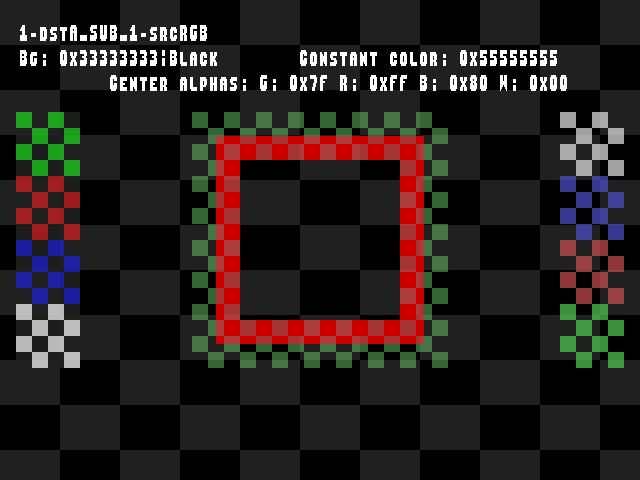 1-dstA_SUB_1-srcRGB
Bg: 0x33333333;Black Constant color: 0x55555555
Center alphas: G: 0x7f R: 0xff B: 0x80 W: 0x00